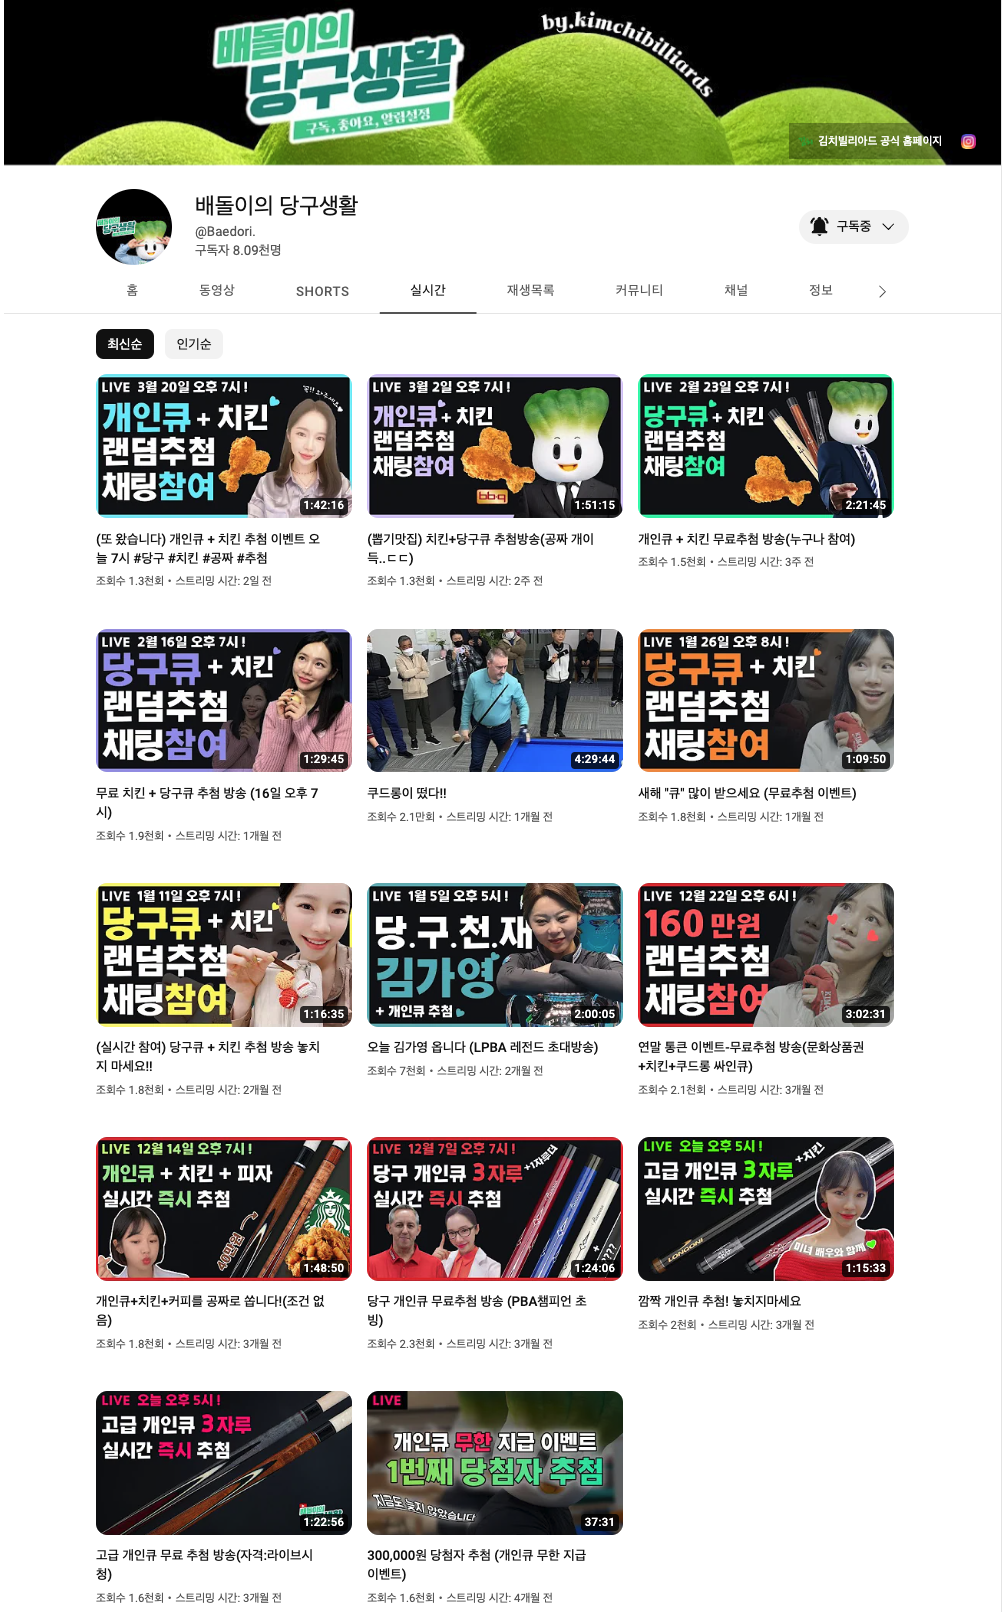 배돌이의
당구생활
구독, 좋아요, 알림설정
by.kimchibilliards
김치빌리아드 공식 홈페이지
배돌이의
당구생활
배돌이의 당구생활
@Baedori.
구독자 8.09천명
구독중
홈 동영상 SHORTS 실시간 재생목록 커뮤니티 채널 정보
최신순 인기순
LIVE 3월 20일 오후 7시 !
개인큐 + 치킨
랜덤추첨
채팅참여
1:42:16
LIVE 3월 2일 오후 7시 !
개인큐 + 치킨
랜덤추첨
채팅참여
bbq
1:51:15
LIVE 2월 23일 오후 7시 !
당구큐 + 치킨
랜덤추첨
채팅참여
2:21:45
(또 왔습니다) 개인큐 + 치킨 추첨 이벤트 오
늘 7시 #당구 #치킨 #공짜 #추첨
조회수 1.3천회 • 스트리밍 시간: 2일 전
(뽑기맛집) 치킨+당구큐 추첨방송(공짜 개이
득..ㄷㄷ)
조회수 1.3천회 • 스트리밍 시간: 2주 전
개인큐 + 치킨 무료추첨 방송(누구나 참여)
조회수 1.5천회 • 스트리밍 시간: 3주 전
LIVE 2월 16일 오후 7시 !
당구큐 + 치킨
랜덤추첨
채팅참여
1:29:45
4:29:44
LIVE 1월 26일 오후 8시 !
당구큐 + 치킨
랜덤추첨
채팅참여
1:09:50
무료 치킨 + 당구큐 추첨 방송 (16일 오후 7
시)
조회수 1.9천회 • 스트리밍 시간: 1개월 전
쿠드롱이 떴다!!
조회수 2.1만회 • 스트리밍 시간: 1개월 전
새해 "큐" 많이 받으세요 (무료추첨 이벤트)
조회수 1.8천회 • 스트리밍 시간: 1개월 전
LIVE 1월 11일 오후 7시 !
당구큐 + 치킨
랜덤추첨
채팅참여
1:16:35
LIVE 1월 5일 오후 5시 !
당.구.천.재
김가영
+ 개인큐 추첨
2:00:05
LIVE 12월 22일 오후 6시 !
160 만원
랜덤추첨
채팅참여
3:02:31
(실시간 참여) 당구큐 + 치킨 추첨 방송 놓치
지 마세요!!
조회수 1.8천회 • 스트리밍 시간: 2개월 전
오늘 김가영 옵니다 (LPBA 레전드 초대방송)
조회수 7천회 • 스트리밍 시간: 2개월 전
연말 통큰 이벤트-무료추첨 방송(문화상품권
+치킨+쿠드롱 싸인큐)
조회수 2.1천회 • 스트리밍 시간: 3개월 전
LIVE 12월 14일 오후 7시 !
개인큐 + 치킨 + 피자
실시간 즉시 추첨
40만원
1:48:50
LIVE 12월 7일 오후 7시 !
당구 개인큐 3자루
+1자루더
실시간 즉시 추첨
+ ????
1:24:06
LIVE 오늘 오후 5시 !
고급 개인큐 3자루
+치킨
실시간 즉시 추첨
LONGONI
미녀 배우와 함께
1:15:33
개인큐+치킨+커피를 공짜로 쏩니다!(조건 없
음)
조회수 1.8천회 • 스트리밍 시간: 3개월 전
당구 개인큐 무료추첨 방송 (PBA챔피언 초
빙)
조회수 2.3천회 • 스트리밍 시간: 3개월 전
깜짝 개인큐 추첨! 놓치지마세요
조회수 2천회 • 스트리밍 시간: 3개월 전
LIVE 오늘 오후 5시 !
고급 개인큐 3자루
실시간 즉시 추첨
배돌이의
당구생활
1:22:56
LIVE
개인큐 무한 지급 이벤트
1번째 당첨자 추첨
지금도 늦지 않았습니다
37:31
고급 개인큐 무료 추첨 방송(자격:라이브시
청)
조회수 1.6천회 • 스트리밍 시간: 3개월 전
300,000원 당첨자 추첨 (개인큐 무한 지급
이벤트)
조회수 1.6천회 • 스트리밍 시간: 4개월 전